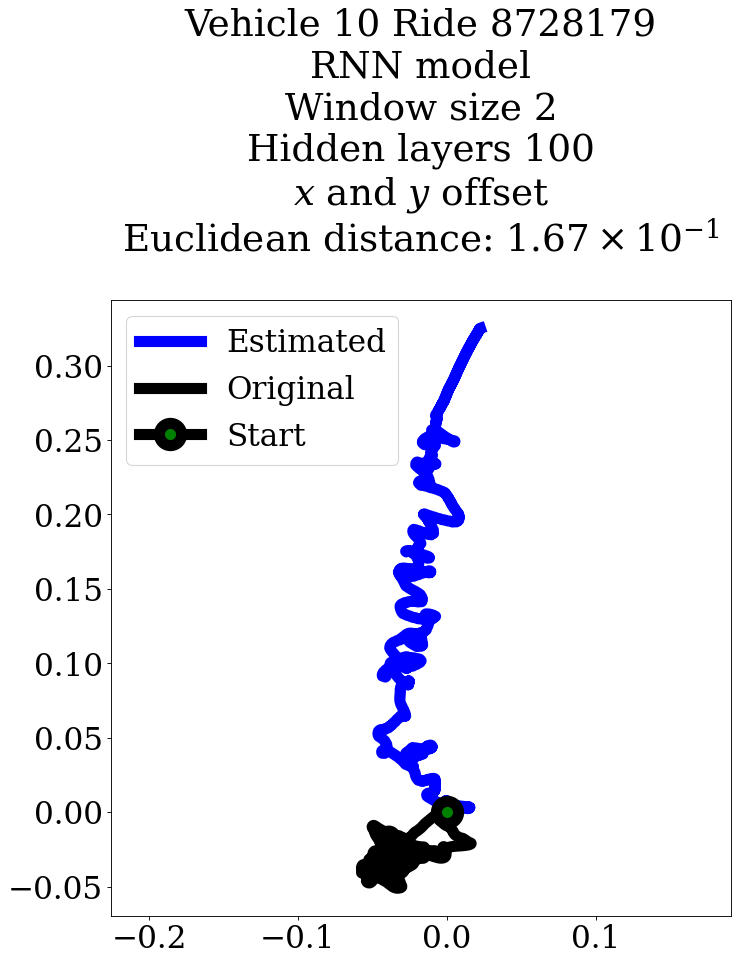 Vehicle 10 Ride 8728179
RNN model
Window size 2
Hidden layers 100
x and y offset
Euclidean distance: 1.67 × 10⁻¹
Estimated
Original
Start
0.30
0.25
0.20
0.15
0.10
0.05
0.00
−0.05
−0.2 −0.1 0.0 0.1